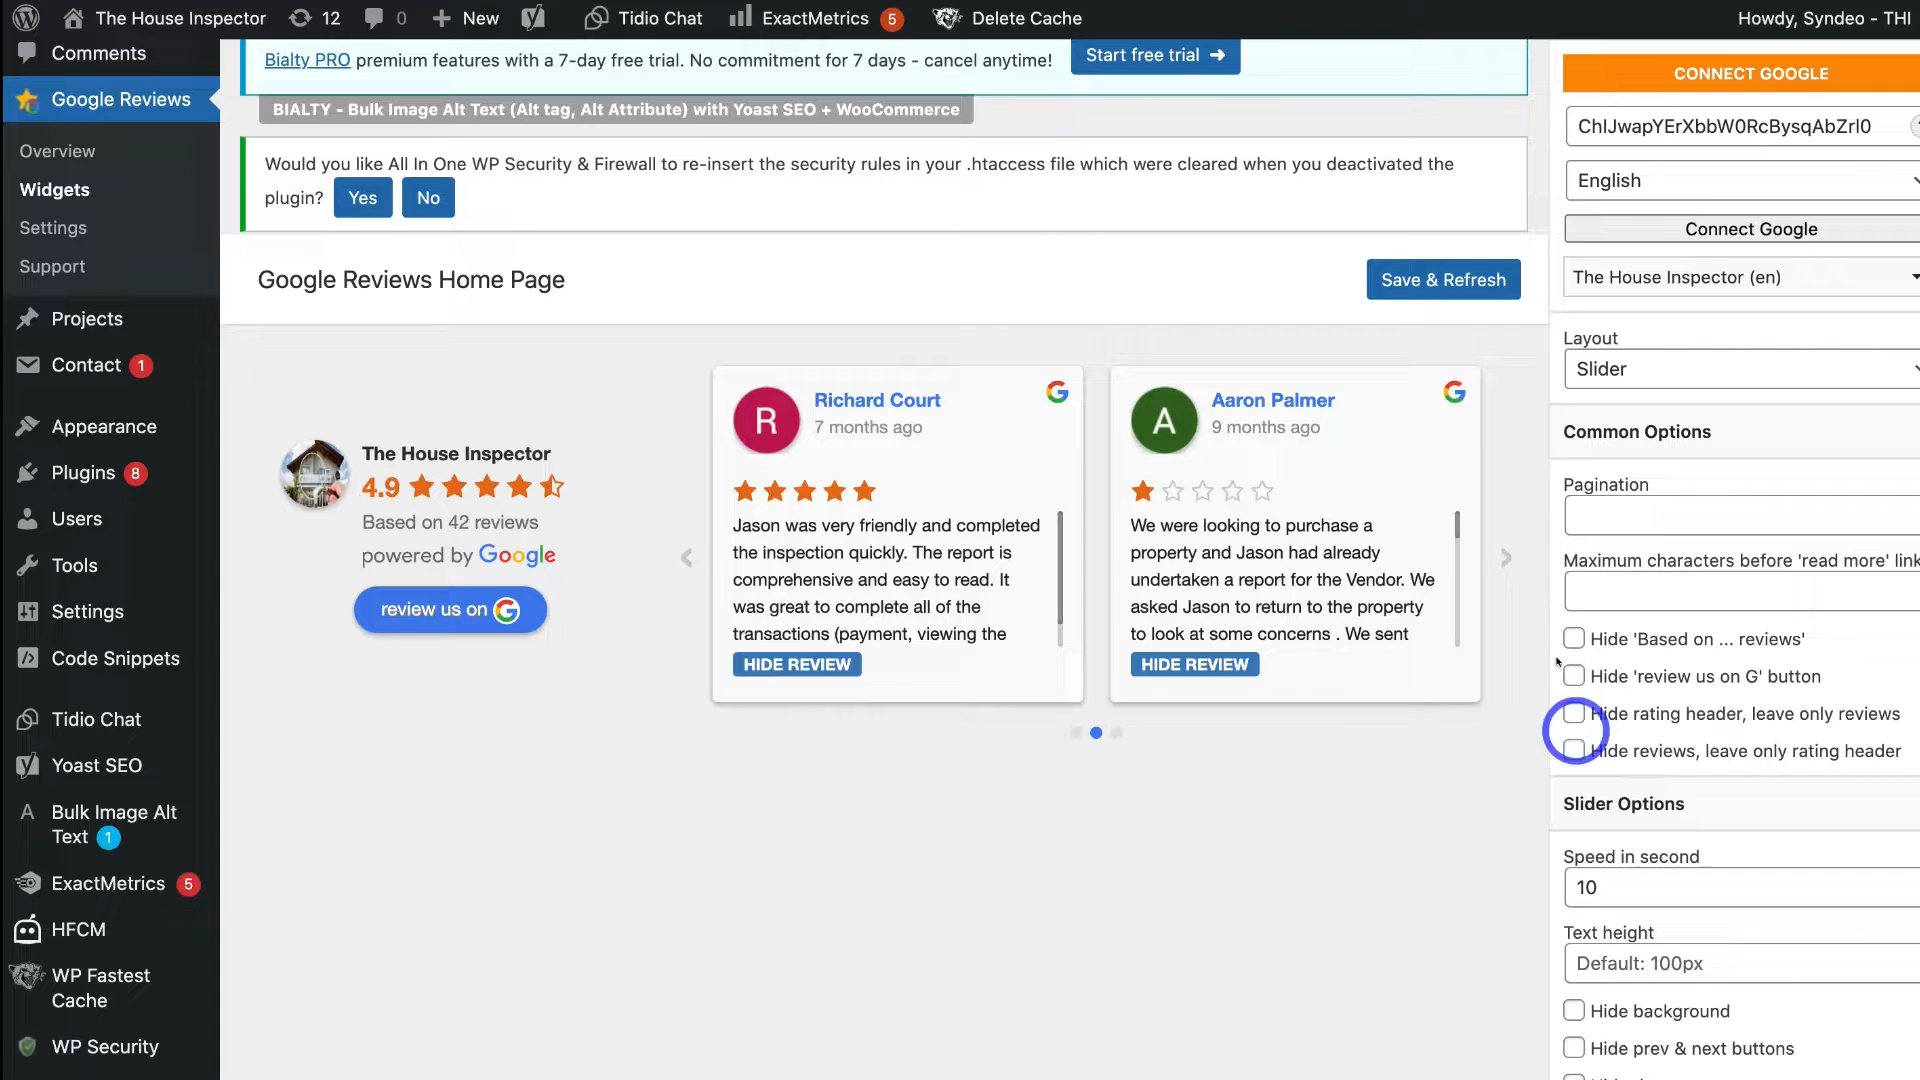 The House Inspector 12 0 New Tidio Chat ExactMetrics 5 Delete Cache Howdy, Syndeo - THI
Comments
Google Reviews
Overview
Widgets
Settings
Support
Projects
Contact 1
Appearance
Plugins 8
Users
Tools
Settings
Code Snippets
Tidio Chat
Yoast SEO
Bulk Image Alt
Text 1
ExactMetrics 5
HFCM
WP Fastest
Cache
WP Security
Bialty PRO premium features with a 7-day free trial. No commitment for 7 days - cancel anytime! Start free trial ➜
BIALTY - Bulk Image Alt Text (Alt tag, Alt Attribute) with Yoast SEO + WooCommerce
Would you like All In One WP Security & Firewall to re-insert the security rules in your .htaccess file which were cleared when you deactivated the
plugin? Yes No
Google Reviews Home Page
Save & Refresh
The House Inspector
4.9
Based on 42 reviews
powered by Google
review us on G
‹
R
Richard Court
7 months ago
G
Jason was very friendly and completed
the inspection quickly. The report is
comprehensive and easy to read. It
was great to complete all of the
transactions (payment, viewing the
HIDE REVIEW
A
Aaron Palmer
9 months ago
G
We were looking to purchase a
property and Jason had already
undertaken a report for the Vendor. We
asked Jason to return to the property
to look at some concerns . We sent
HIDE REVIEW
›
CONNECT GOOGLE
English
Connect Google
The House Inspector (en)
Layout
Slider
Common Options
Pagination
Maximum characters before 'read more' link
Hide 'Based on ... reviews'
Hide 'review us on G' button
Hide rating header, leave only reviews
Hide reviews, leave only rating header
Slider Options
Speed in second
10
Text height
Default: 100px
Hide background
Hide prev & next buttons